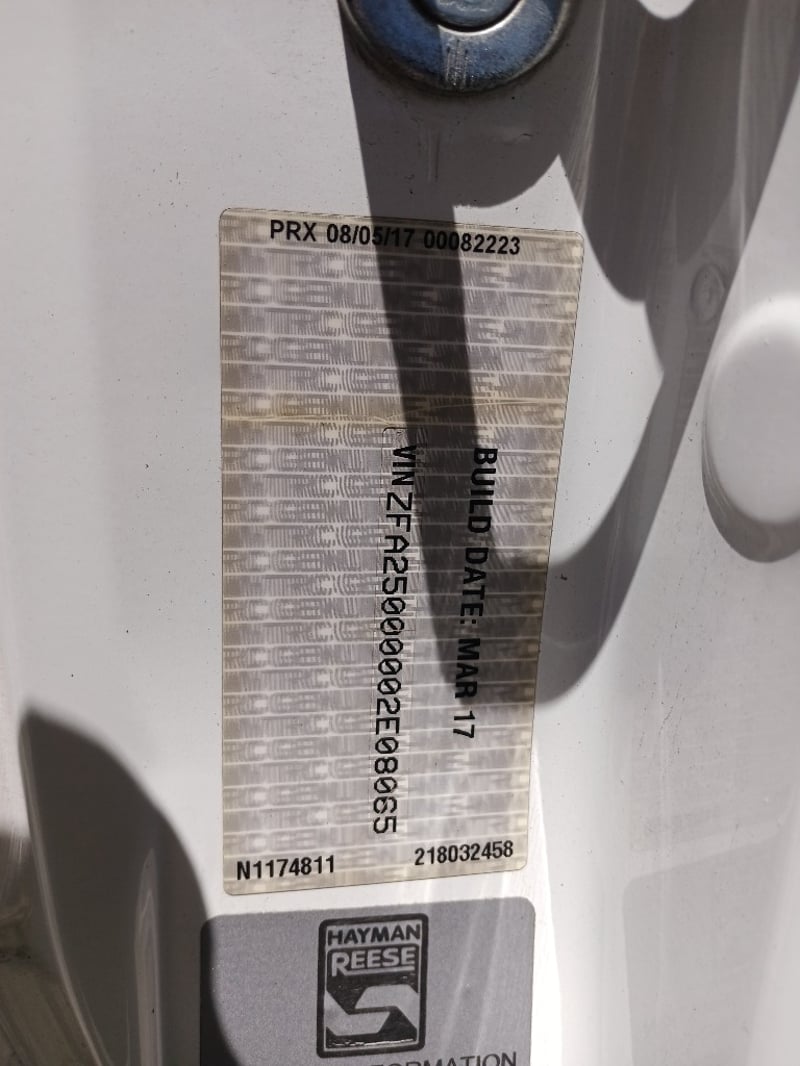 PRX 08/05/17 00082223
BUILD DATE: MAR 17
VIN ZFA25000002E08065
N1174811 218032458
HAYMAN
REESE